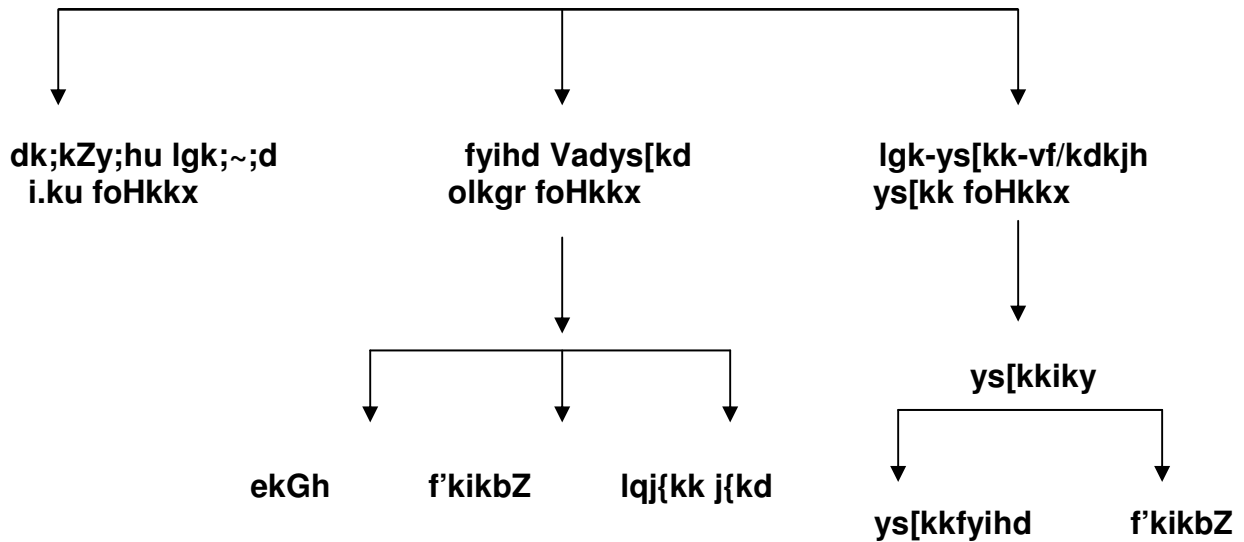 dk;kZy;hu lgk;~;d
i.ku foHkkx
fyihd Vadys[kd
olkgr foHkkx
lgk-ys[kk-vf/kdkjh
ys[kk foHkkx
ys[kkiky
ekGh f'kikbZ lqj{kk j{kd
ys[kkfyihd f'kikbZ